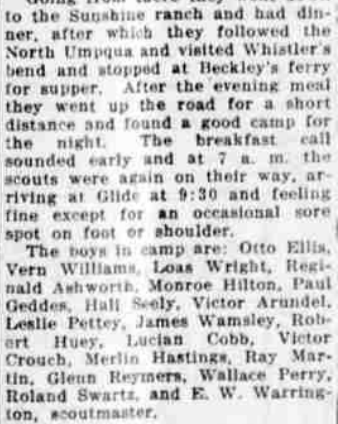 to the Sunshine ranch and had din-
ner, after which they followed the
North Umpqua and visited Whistler's
bend and stopped at Beckley's ferry
for supper. After the evening meal
they went up the road for a short
distance and found a good camp for
the night. The breakfast call
sounded early and at 7 a. m. the
scouts were again on their way, ar-
riving at Glide at 9:30 and feeling
fine except for an occasional sore
spot on foot or shoulder.
The boys in camp are: Otto Ellis,
Vern Williams, Loas Wright, Regi-
nald Ashworth, Monroe Hilton, Paul
Geddes, Hall Seely, Victor Arundel,
Leslie Pettey, James Wamsley, Rob-
ert Huey, Lucian Cobb, Victor
Crouch, Merlin Hastings, Ray Mar-
tin, Glenn Reymers, Wallace Perry,
Roland Swartz, and E. W. Warring-
ton, scoutmaster.